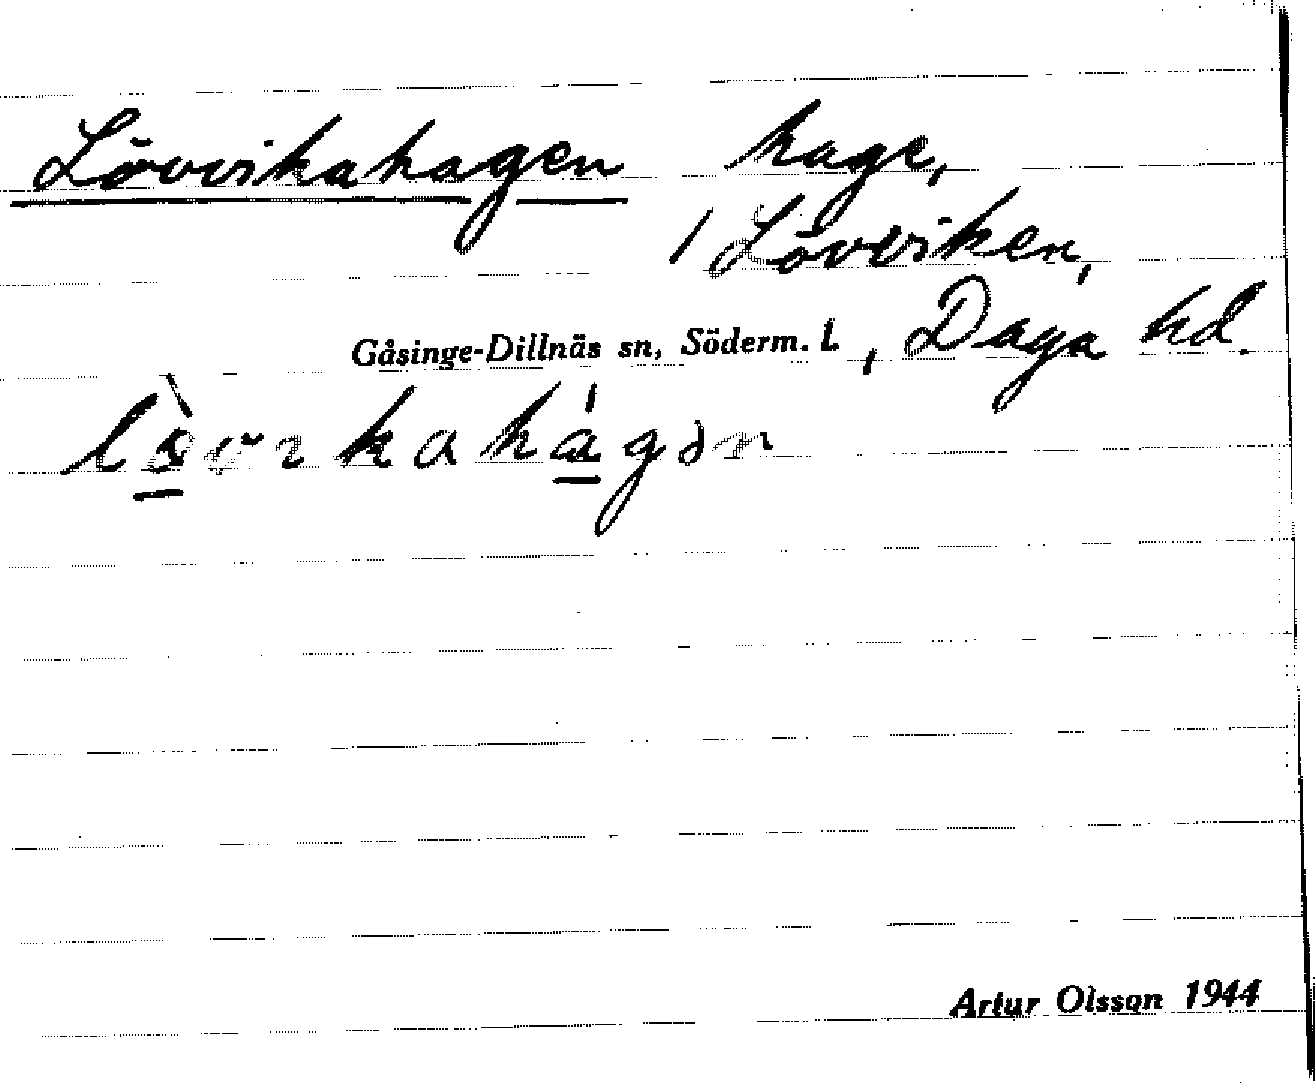 Lövvikahagen hage,
/ Lövviken,
Gåsinge-Dillnäs sn, Söderm. l., Daga hd.
Artur Olsson 1944